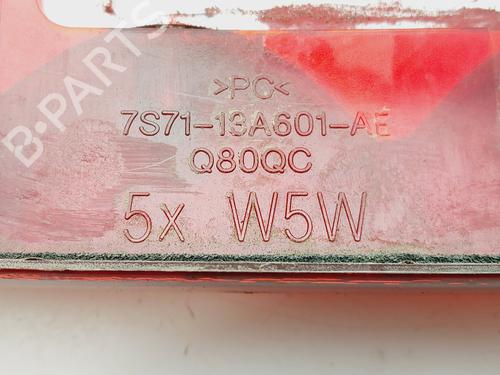 B-PARTS
>PC<
7S71-13A601-AE
Q80QC
5x W5W